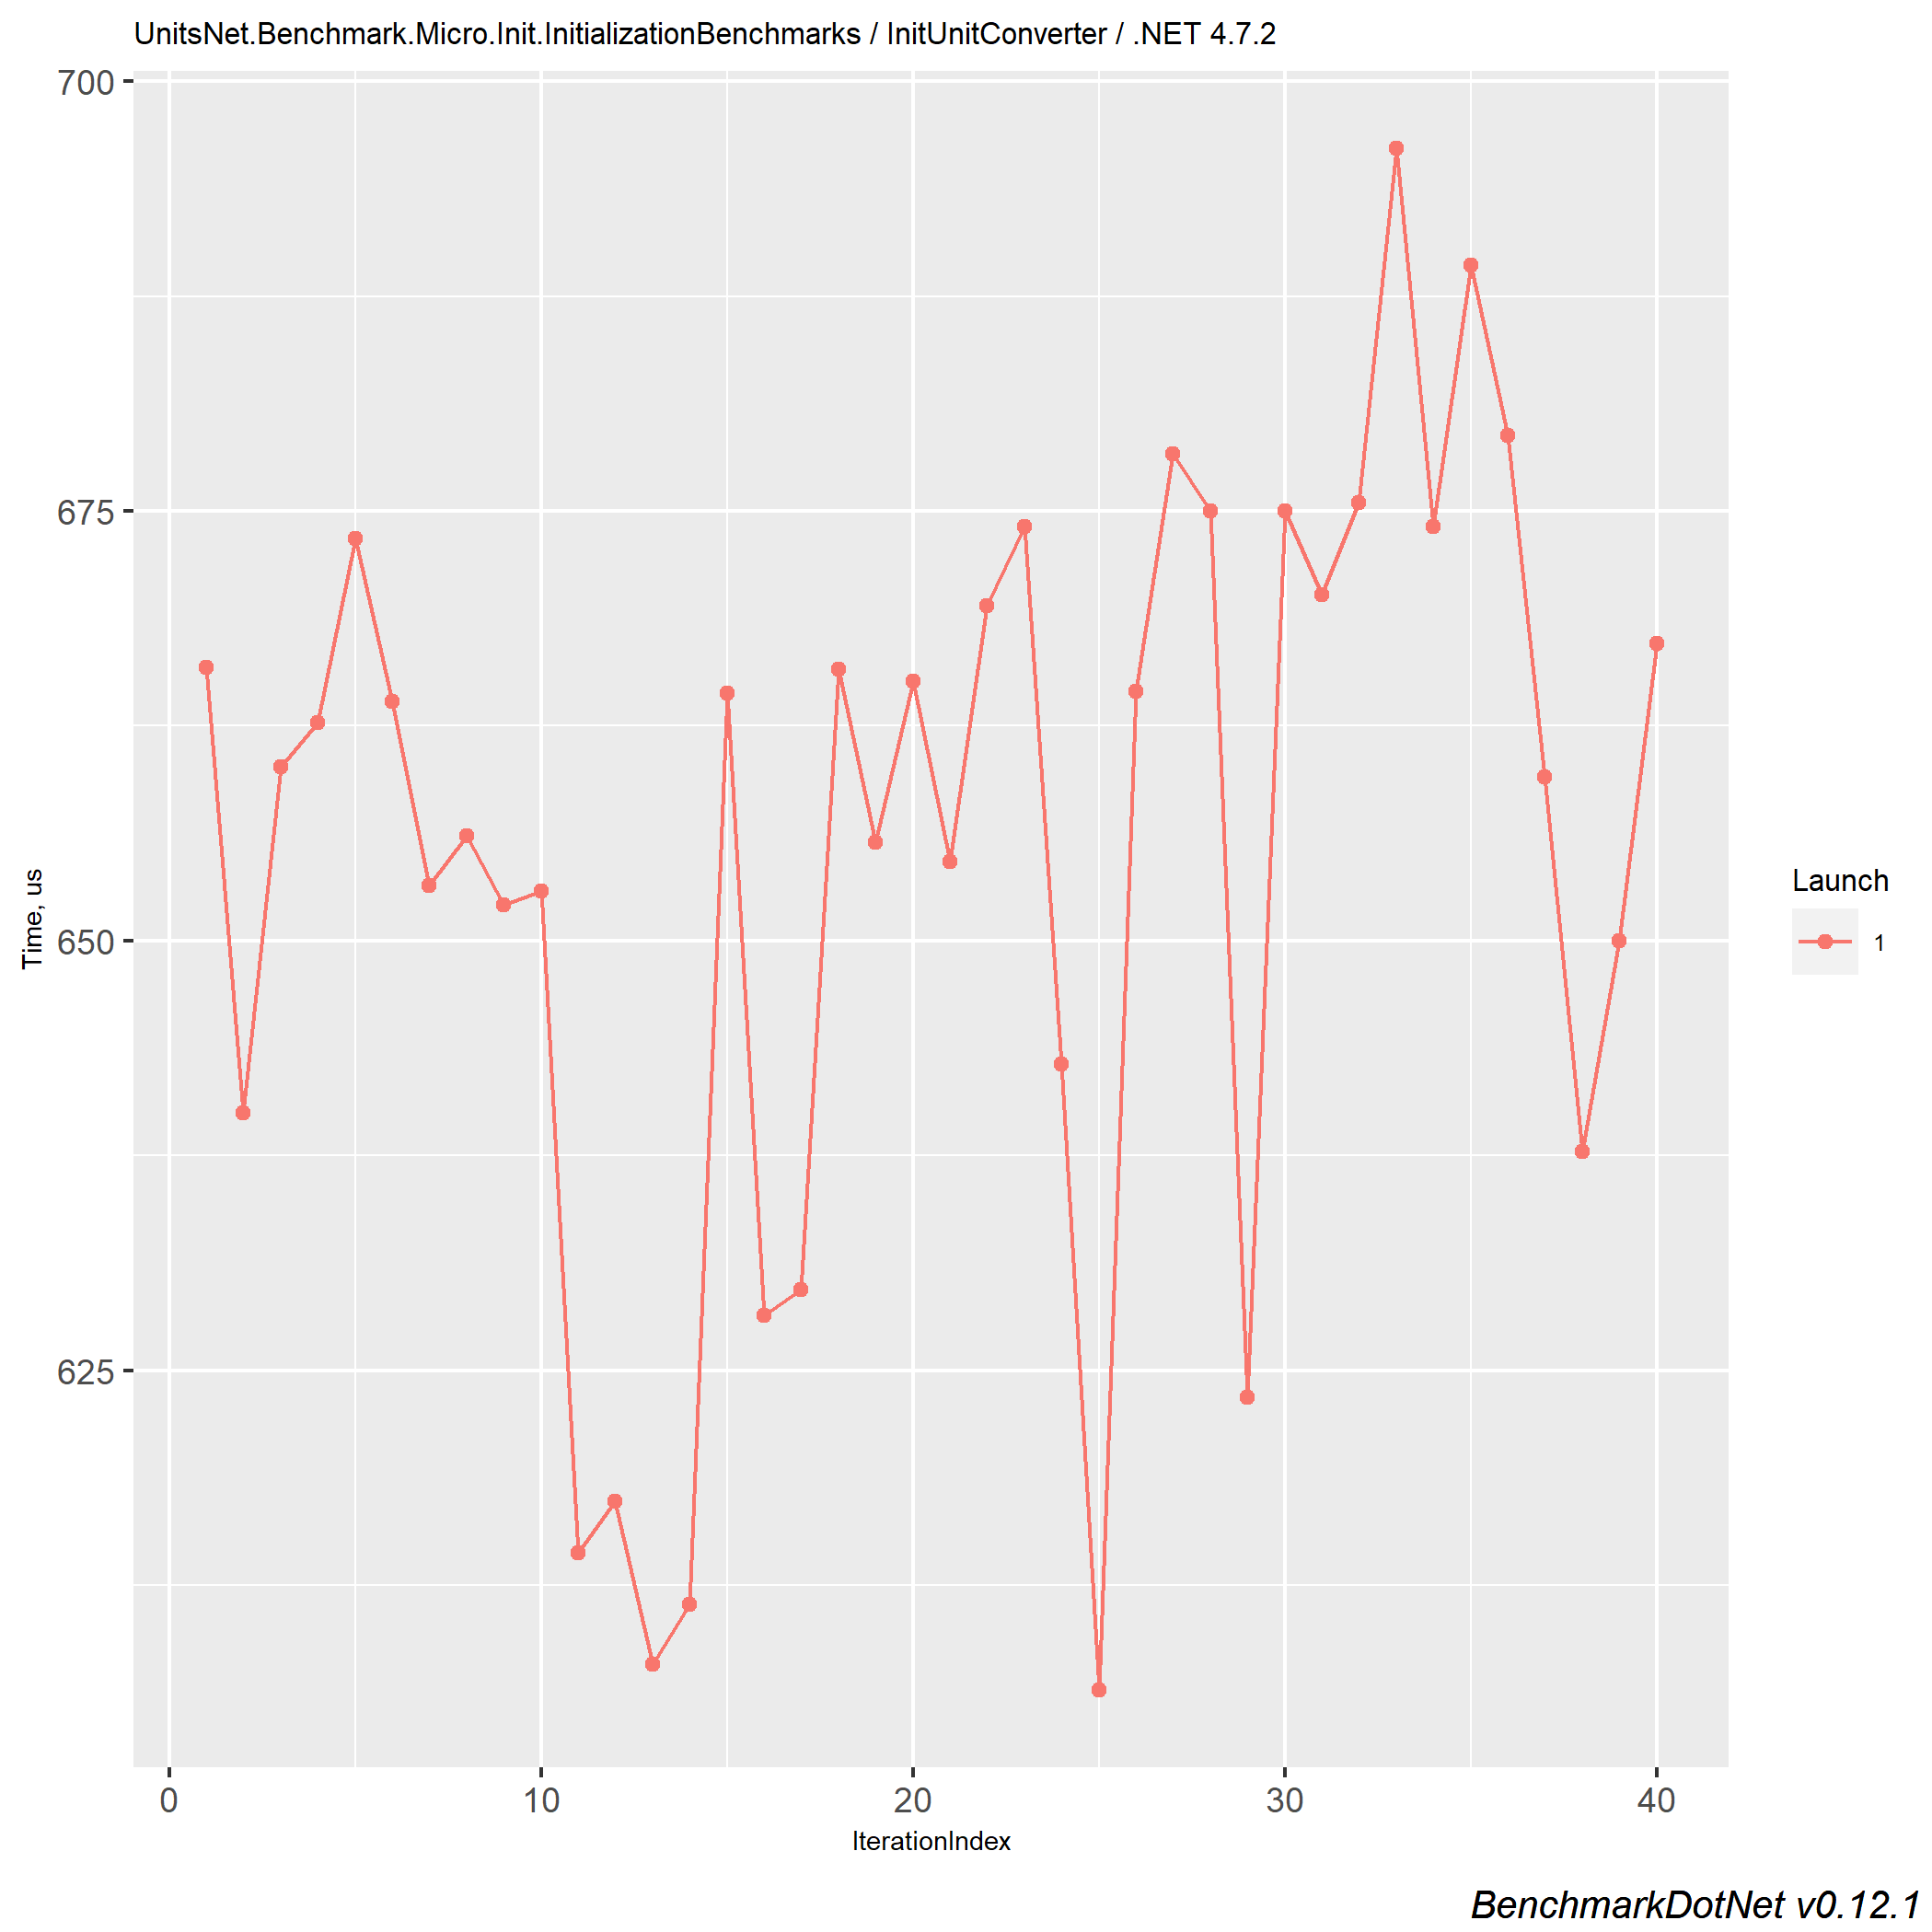 UnitsNet.Benchmark.Micro.Init.InitializationBenchmarks / InitUnitConverter / .NET 4.7.2
700
675
650
625
Time, us
0 10 20 30 40
IterationIndex
Launch
1
BenchmarkDotNet v0.12.1